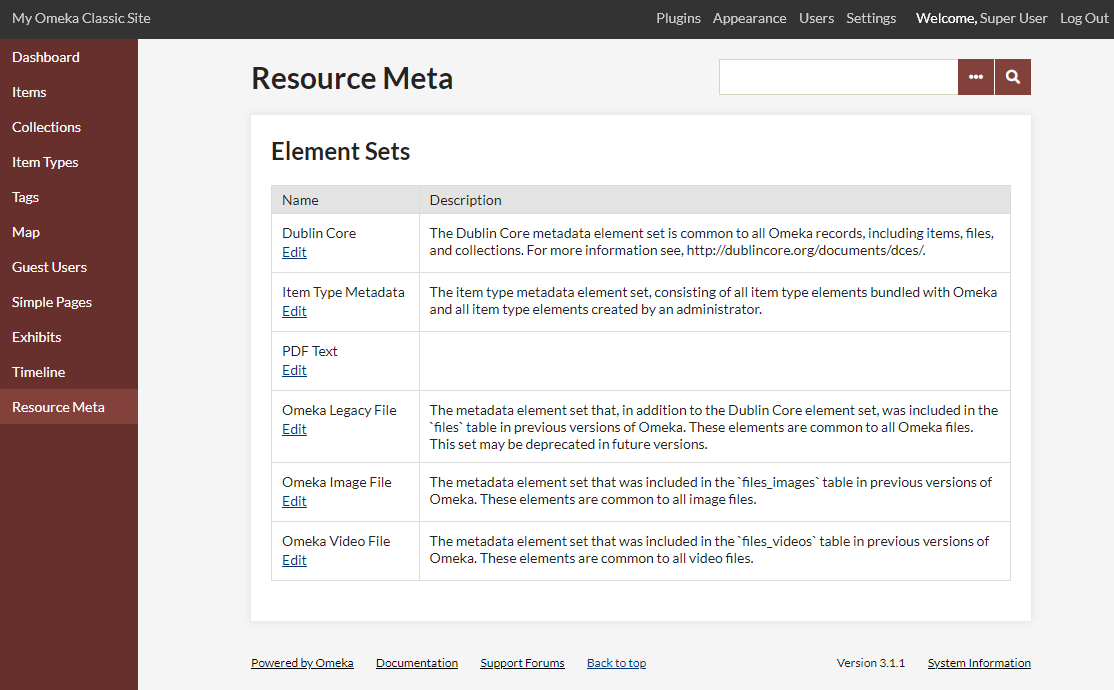 My Omeka Classic Site
Plugins Appearance Users Settings Welcome, Super User Log Out
Dashboard
Items
Collections
Item Types
Tags
Map
Guest Users
Simple Pages
Exhibits
Timeline
Resource Meta
Resource Meta
Element Sets
Name Description
Dublin Core
Edit
The Dublin Core metadata element set is common to all Omeka records, including items, files,
and collections. For more information see, http://dublincore.org/documents/dces/.
Item Type Metadata
Edit
The item type metadata element set, consisting of all item type elements bundled with Omeka
and all item type elements created by an administrator.
PDF Text
Edit
Omeka Legacy File
Edit
The metadata element set that, in addition to the Dublin Core element set, was included in the
`files` table in previous versions of Omeka. These elements are common to all Omeka files.
This set may be deprecated in future versions.
Omeka Image File
Edit
The metadata element set that was included in the `files_images` table in previous versions of
Omeka. These elements are common to all image files.
Omeka Video File
Edit
The metadata element set that was included in the `files_videos` table in previous versions of
Omeka. These elements are common to all video files.
Powered by Omeka Documentation Support Forums Back to top Version 3.1.1 System Information